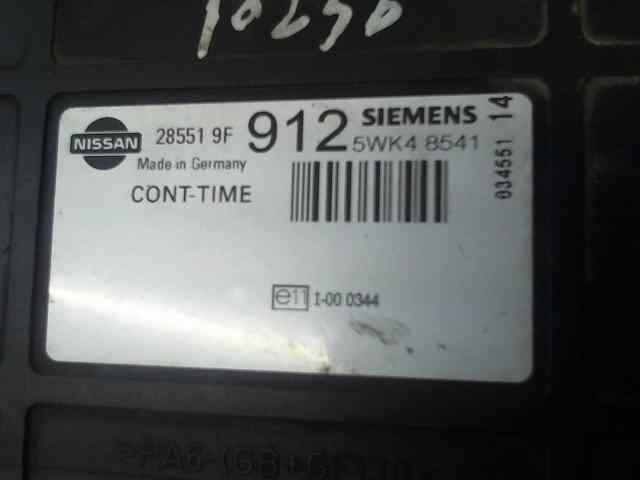 NISSAN
28551 9F 912
SIEMENS
5WK4 8541
Made in Germany
CONT-TIME
034551 14
e11 I-00 0344